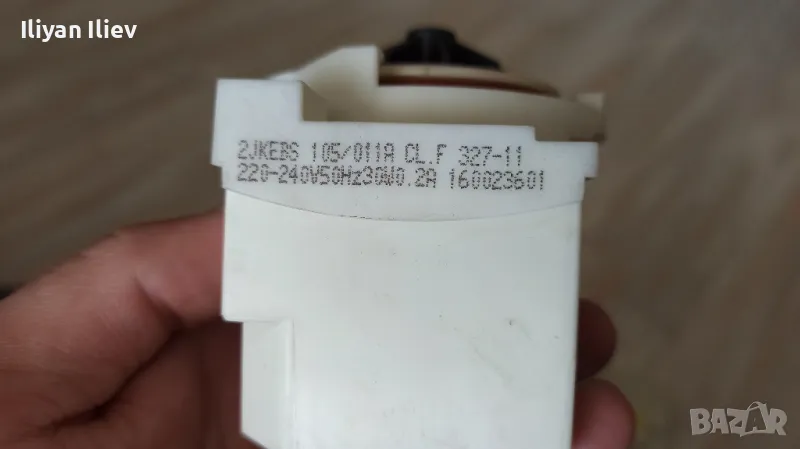 Iliyan Iliev
2JKEBS 105/011A CL.F 327-11
220-240V50Hz30W0.2A 160023601
BAZAR